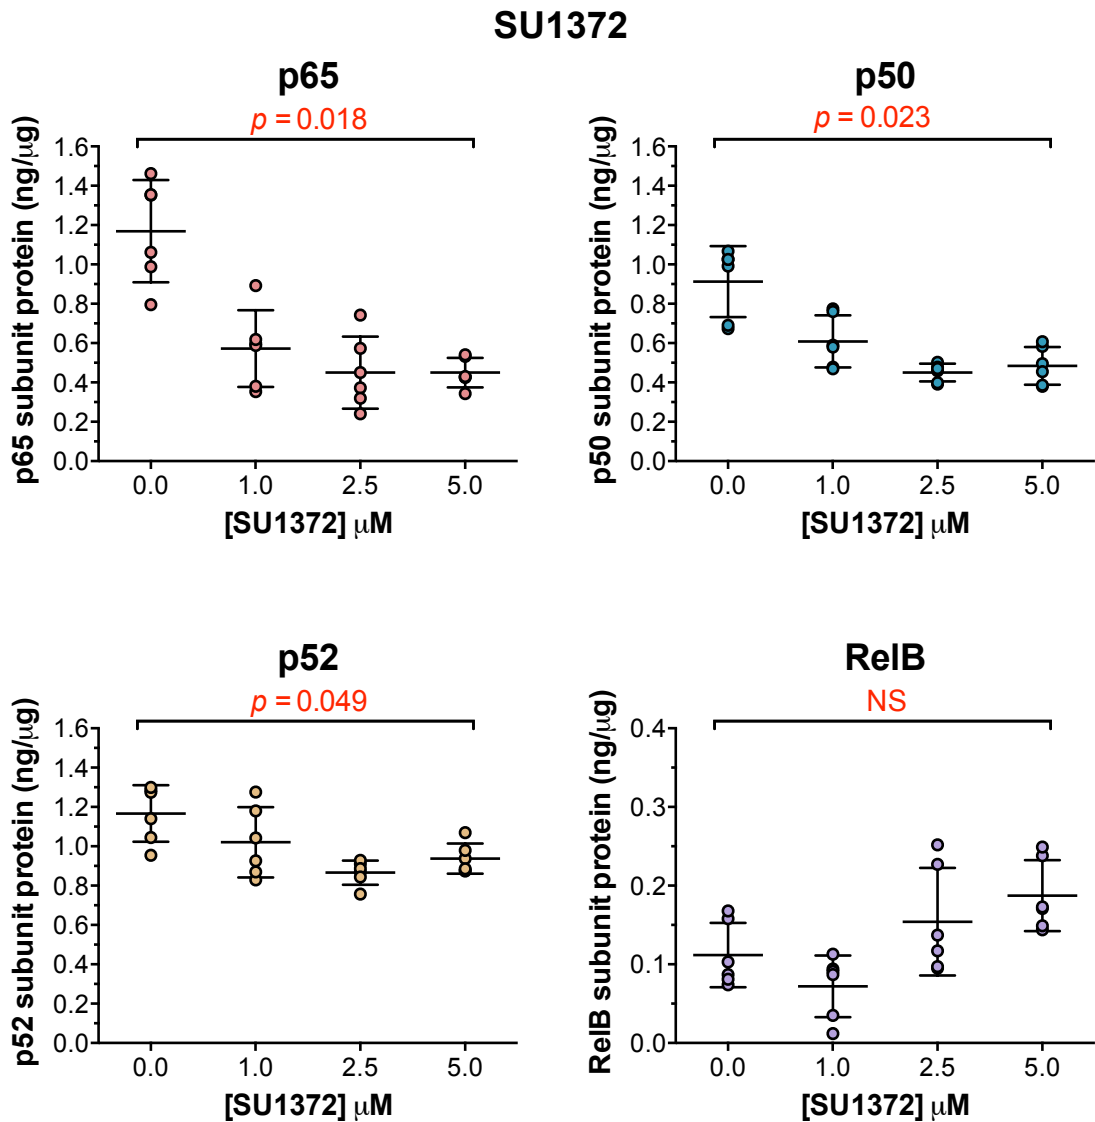 SU1372
p65
p = 0.018
p65 subunit protein (ng/μg)
1.6
1.4
1.2
1.0
0.8
0.6
0.4
0.2
0.0
0.0 1.0 2.5 5.0
[SU1372] μM
p50
p = 0.023
p50 subunit protein (ng/μg)
1.6
1.4
1.2
1.0
0.8
0.6
0.4
0.2
0.0
0.0 1.0 2.5 5.0
[SU1372] μM
p52
p = 0.049
p52 subunit protein (ng/μg)
1.6
1.4
1.2
1.0
0.8
0.6
0.4
0.2
0.0
0.0 1.0 2.5 5.0
[SU1372] μM
RelB
NS
RelB subunit protein (ng/μg)
0.4
0.3
0.2
0.1
0.0
0.0 1.0 2.5 5.0
[SU1372] μM